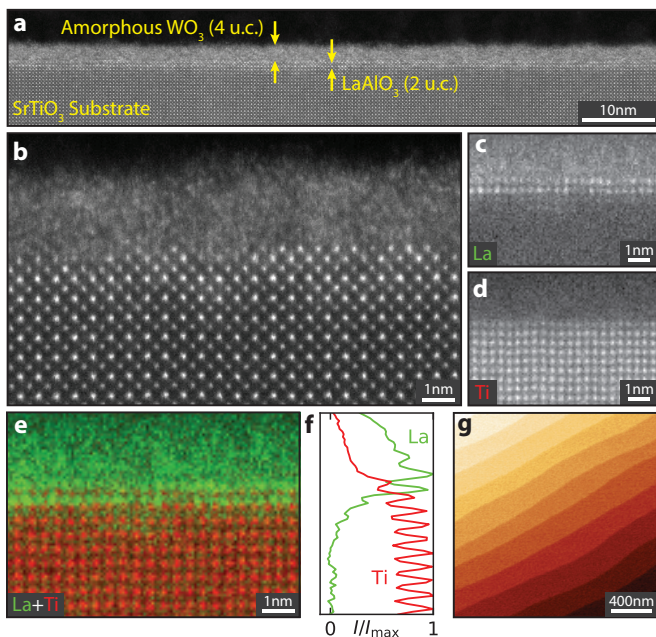 a
Amorphous WO₃ (4 u.c.)
LaAlO₃ (2 u.c.)
SrTiO₃ Substrate
10nm
b
1nm
c
La
1nm
d
Ti
1nm
e
La+Ti
1nm
f
La
Ti
0 I/Imax 1
g
400nm